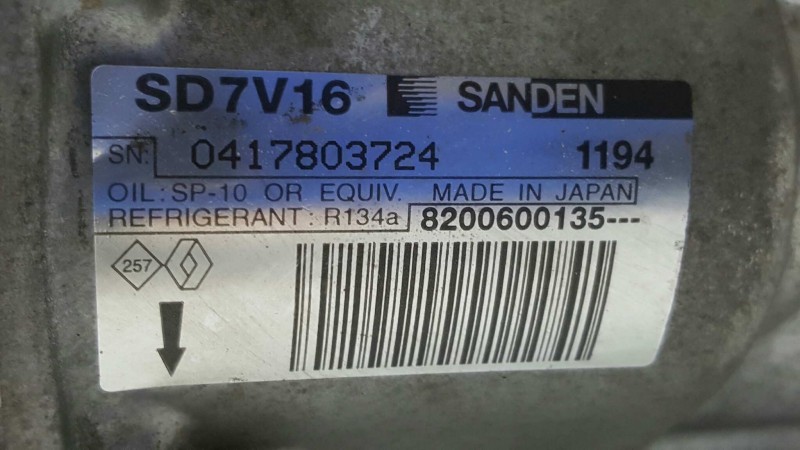 SD7V16 SANDEN
SN: 0417803724 1194
OIL: SP-10 OR EQUIV. MADE IN JAPAN
REFRIGERANT: R134a 8200600135---
257